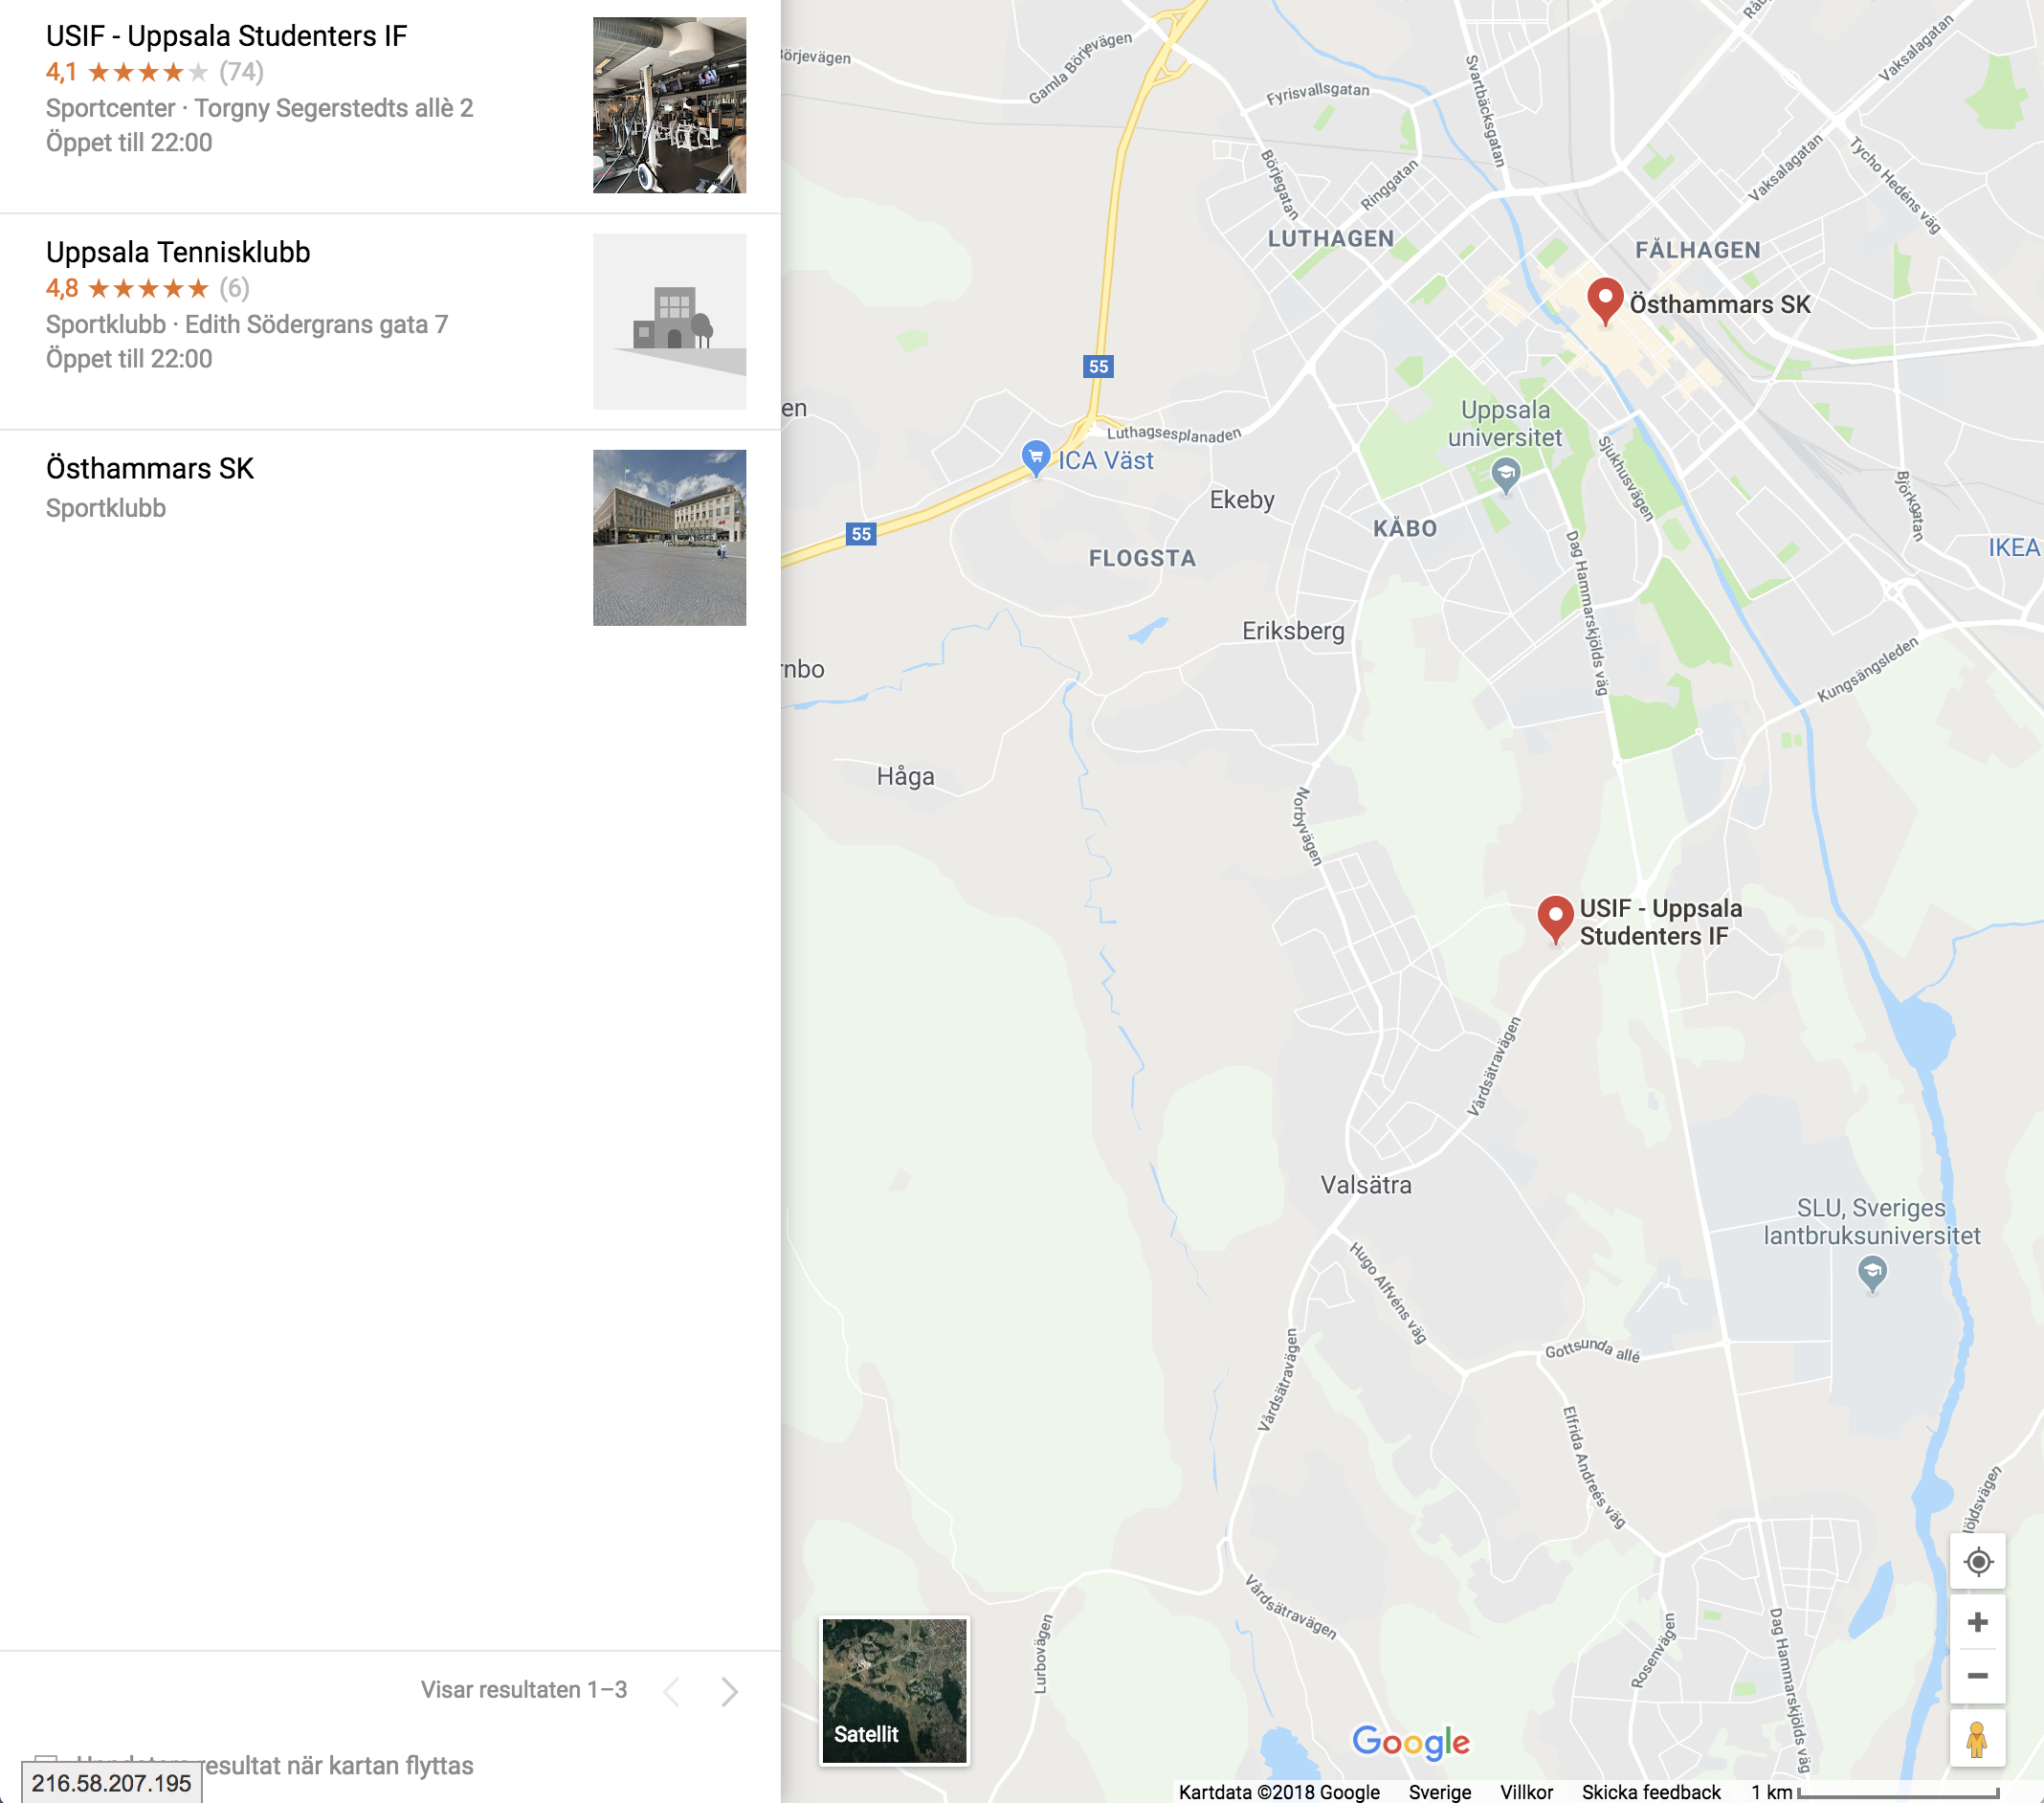 USIF - Uppsala Studenters IF
4,1 ★★★★★ (74)
Sportcenter · Torgny Segerstedts allè 2
Öppet till 22:00
Uppsala Tennisklubb
4,8 ★★★★★ (6)
Sportklubb · Edith Södergrans gata 7
Öppet till 22:00
Östhammars SK
Sportklubb
Visar resultaten 1–3
resultat när kartan flyttas
216.58.207.195
Börjevägen
Gamla Börjevägen
Fyrisvallsgatan
Svartbäcksgatan
Vaksalagatan
Börjegatan
Ringgatan
Vaksalagatan
Tycho Hedéns väg
LUTHAGEN
FÅLHAGEN
Östhammars SK
55
en
Luthagsesplanaden
Uppsala
universitet
Sjukhusvägen
ICA Väst
Ekeby
Björkgatan
55
KÅBO
IKEA
FLOGSTA
Dag Hammarskjölds väg
Eriksberg
Kungsängsleden
rnbo
Håga
Norbyvägen
USIF - Uppsala
Studenters IF
Vårdsätravägen
Valsätra
SLU, Sveriges
lantbruksuniversitet
Hugo Alfvéns väg
Gottsunda allé
Vårdsätravägen
Elfrida Andreés väg
öjdsvägen
Vårdsätravägen
Lurbovägen
Rosenvägen
Dag Hammarskjölds väg
Satellit
Google
Kartdata ©2018 Google Sverige Villkor Skicka feedback 1 km